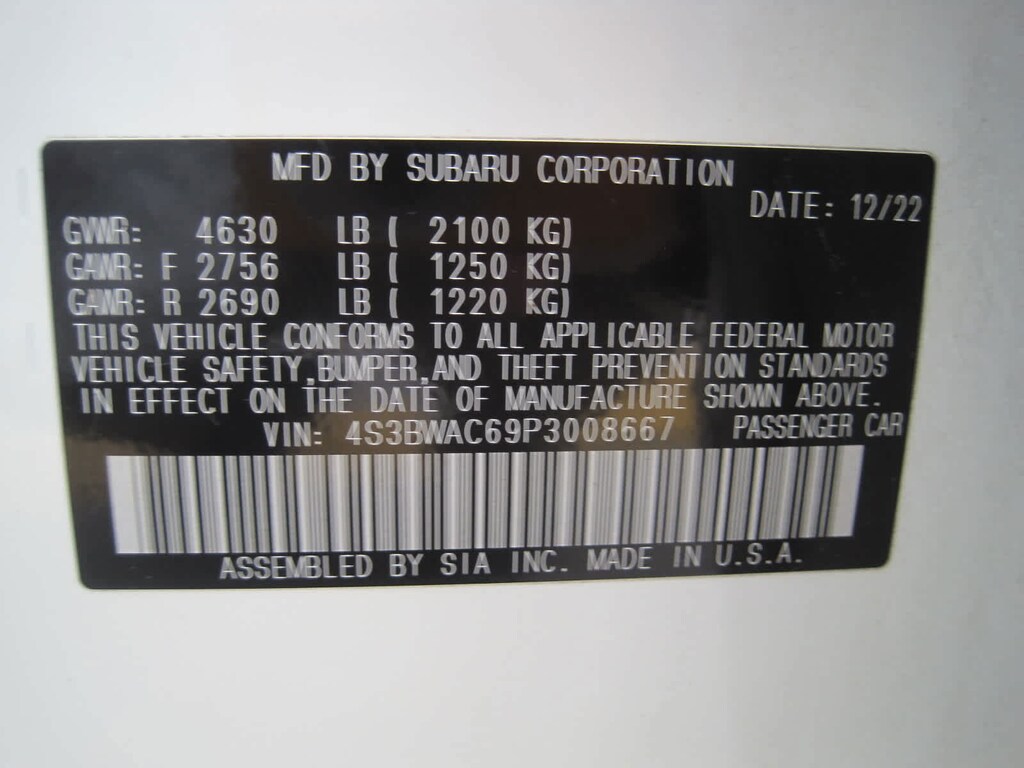 MFD BY SUBARU CORPORATION
DATE: 12/22
GVWR: 4630 LB ( 2100 KG)
GAWR: F 2756 LB ( 1250 KG)
GAWR: R 2690 LB ( 1220 KG)
THIS VEHICLE CONFORMS TO ALL APPLICABLE FEDERAL MOTOR
VEHICLE SAFETY,BUMPER,AND THEFT PREVENTION STANDARDS
IN EFFECT ON THE DATE OF MANUFACTURE SHOWN ABOVE.
VIN: 4S3BWAC69P3008667 PASSENGER CAR
ASSEMBLED BY SIA INC. MADE IN U.S.A.